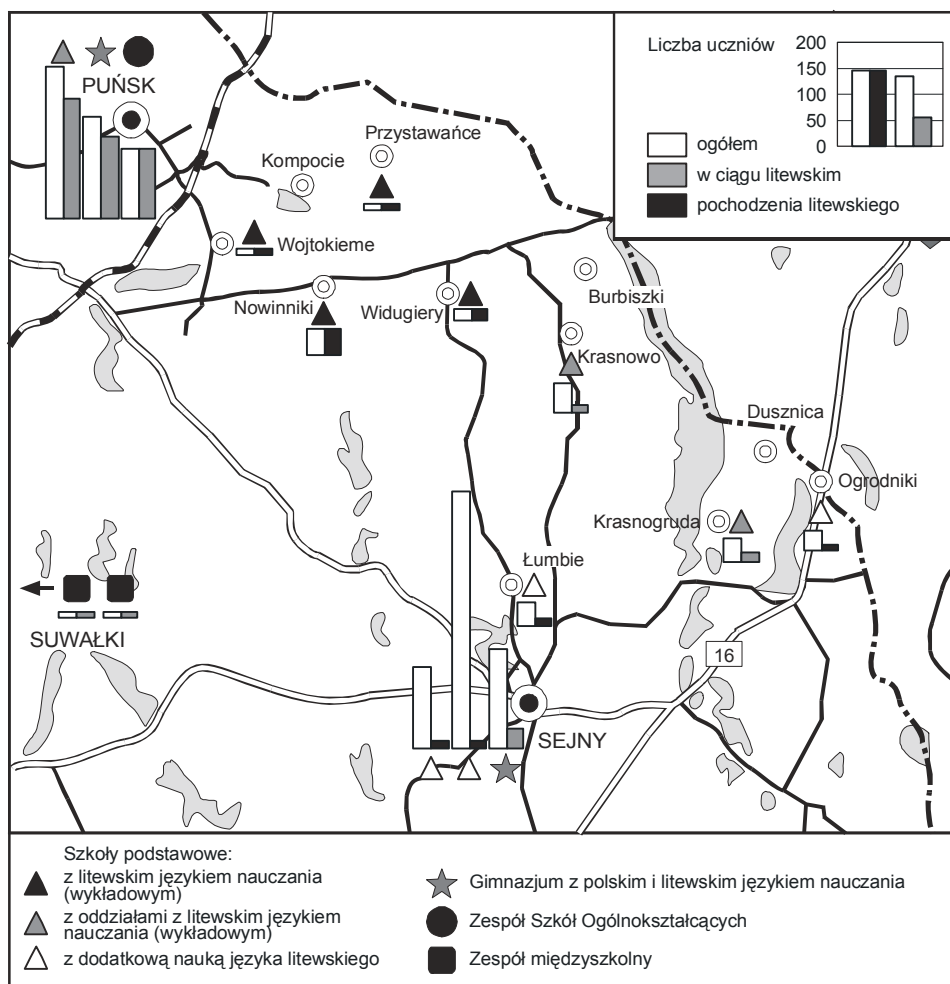 Liczba uczniów
200
150
100
50
0
ogółem
w ciągu litewskim
pochodzenia litewskiego
PUŃSK
Przystawańce
Kompocie
Wojtokieme
Nowinniki
Widugiery
Burbiszki
Krasnowo
Dusznica
Ogrodniki
Krasnogruda
Łumbie
SUWAŁKI
16
SEJNY
Szkoły podstawowe:
z litewskim językiem nauczania
(wykładowym)
z oddziałami z litewskim językiem
nauczania (wykładowym)
z dodatkową nauką języka litewskiego
Gimnazjum z polskim i litewskim językiem nauczania
Zespół Szkół Ogólnokształcących
Zespół międzyszkolny